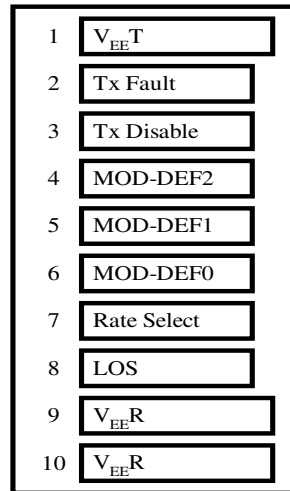 1 VEET
2 Tx Fault
3 Tx Disable
4 MOD-DEF2
5 MOD-DEF1
6 MOD-DEF0
7 Rate Select
8 LOS
9 VEER
10 VEER